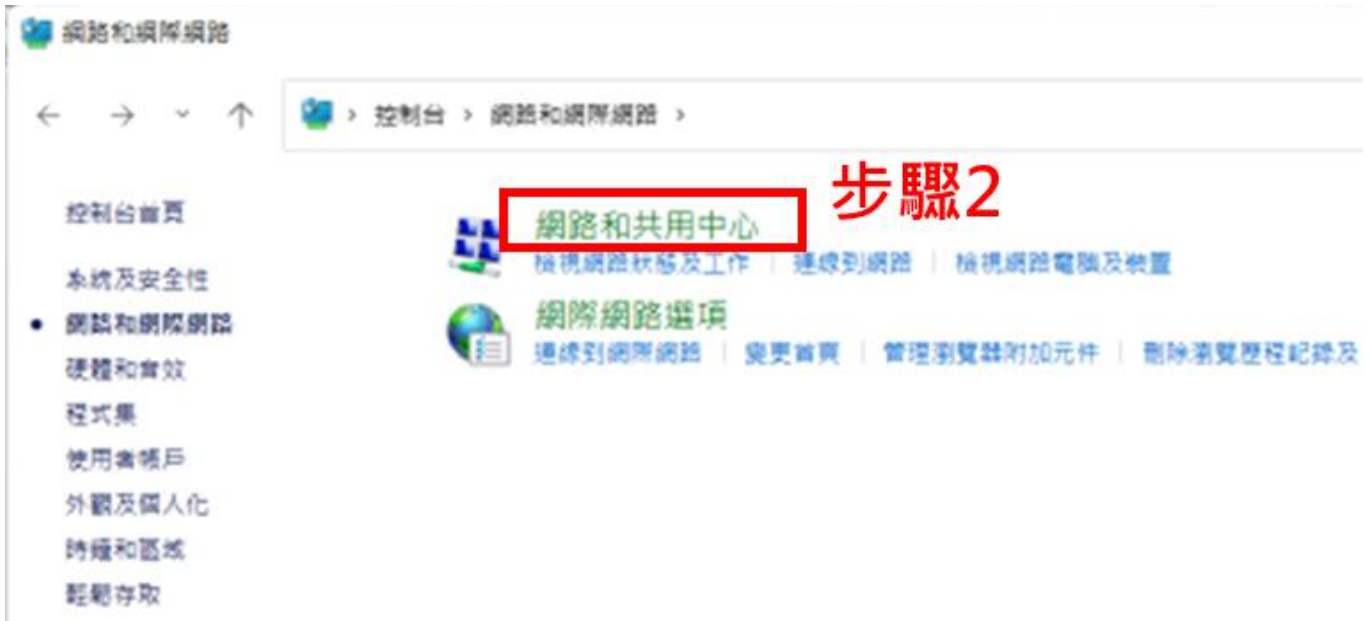 網路和網際網路
控制台 › 網路和網際網路 ›
步驟2
控制台首頁
系統及安全性
網路和網際網路
硬體和音效
程式集
使用者帳戶
外觀及個人化
時鐘和區域
輕鬆存取
網路和共用中心
檢視網路狀態及工作 | 連線到網路 | 檢視網路電腦及裝置
網際網路選項
連線到網際網路 | 變更首頁 | 管理瀏覽器附加元件 | 刪除瀏覽歷程記錄及